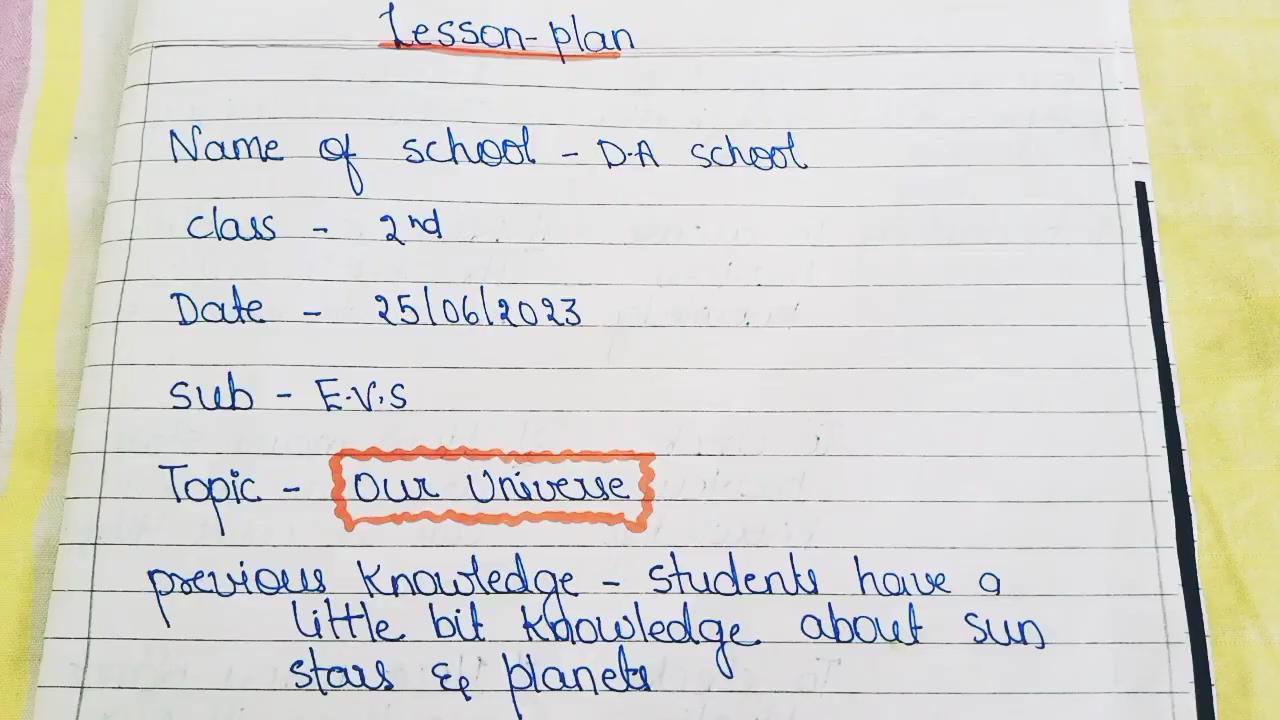 Lesson-plan
Name of school - D.A school
class - 2nd
Date - 25/06/2023
sub - E.V.S
Topic - Our Universe
previous knowledge - students have a
little bit knowledge about sun
stars & planets